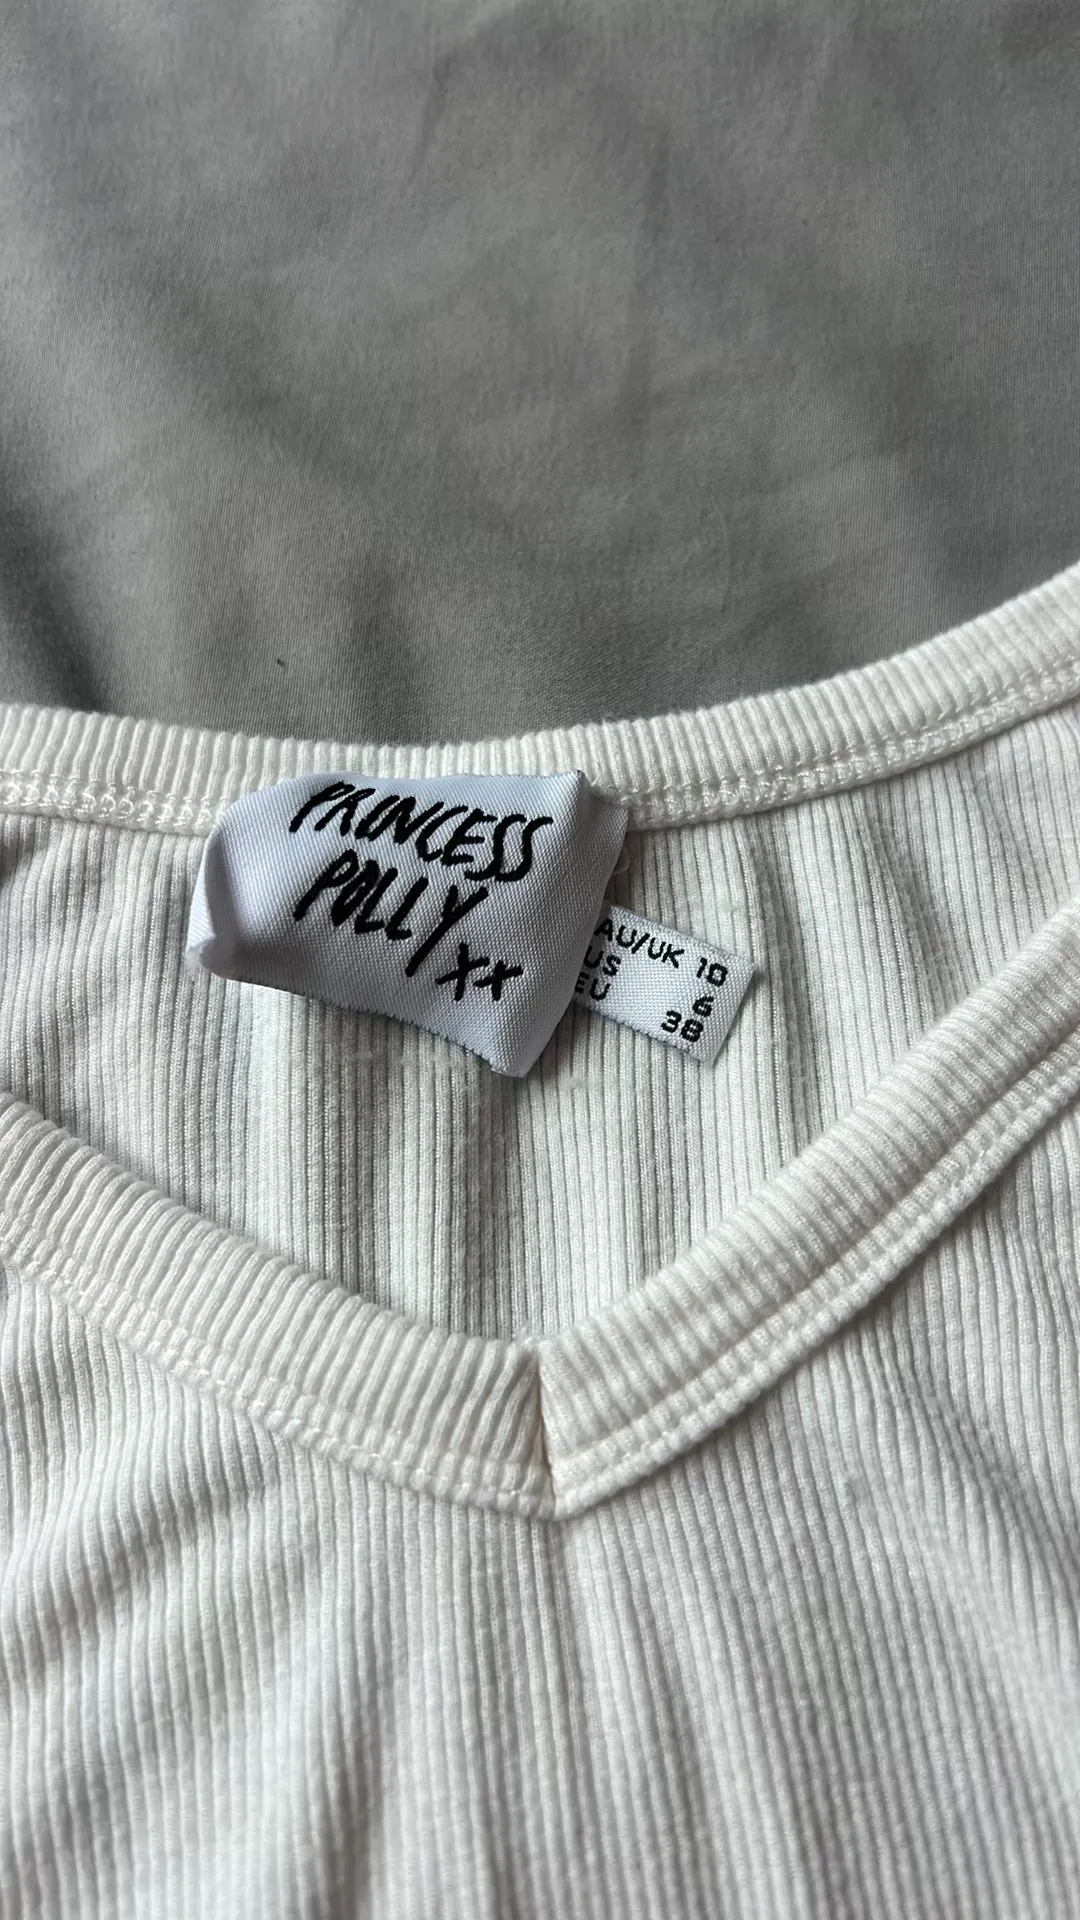 PRINCESS
POLLY
xx
AU/UK 10
US 6
EU 38